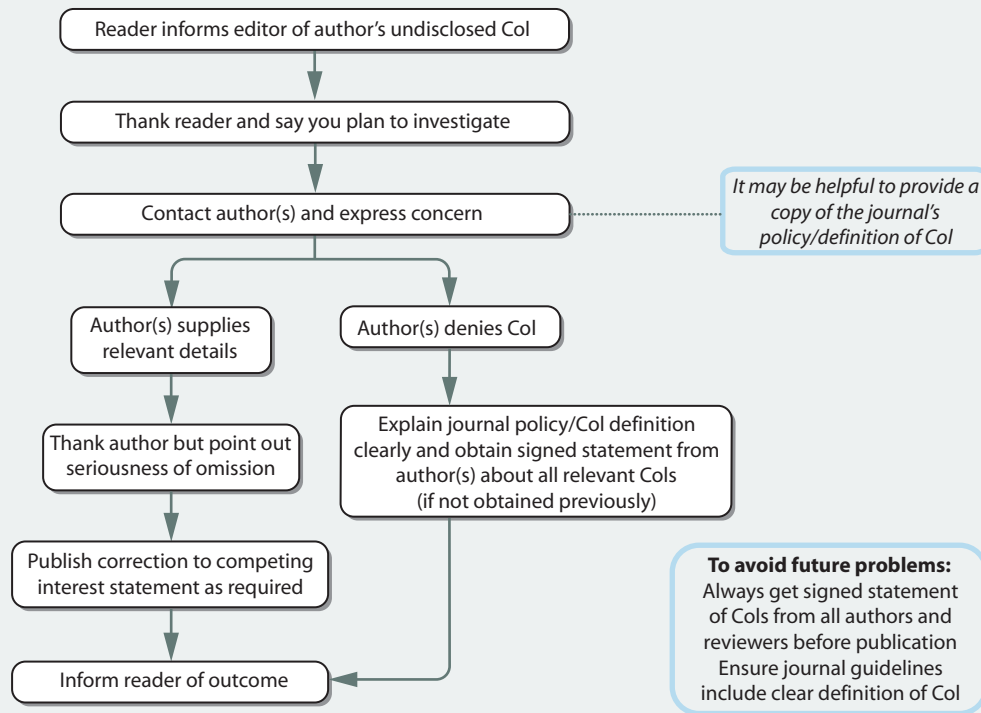 Reader informs editor of author’s undisclosed CoI
Thank reader and say you plan to investigate
Contact author(s) and express concern
It may be helpful to provide a
copy of the journal’s
policy/definition of CoI
Author(s) supplies
relevant details
Author(s) denies CoI
Thank author but point out
seriousness of omission
Explain journal policy/CoI definition
clearly and obtain signed statement from
author(s) about all relevant CoIs
(if not obtained previously)
Publish correction to competing
interest statement as required
Inform reader of outcome
To avoid future problems:
Always get signed statement
of CoIs from all authors and
reviewers before publication
Ensure journal guidelines
include clear definition of CoI